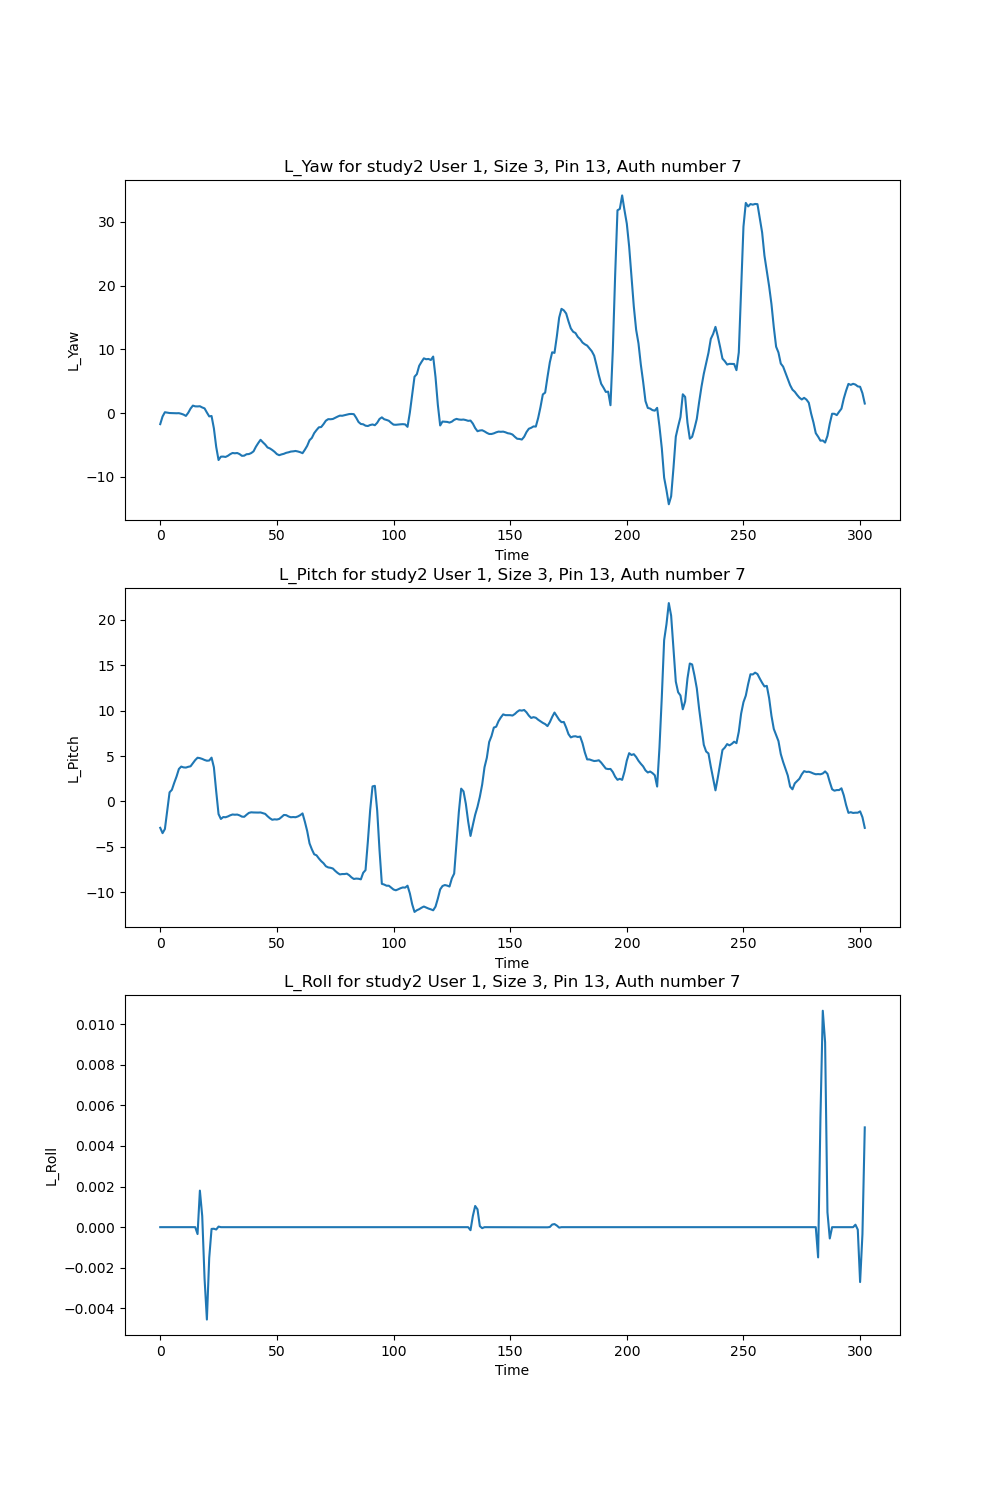 L_Yaw for study2 User 1, Size 3, Pin 13, Auth number 7
30
20
10
0
−10
L_Yaw
0 50 100 150 200 250 300
Time
L_Pitch for study2 User 1, Size 3, Pin 13, Auth number 7
20
15
10
5
0
−5
−10
L_Pitch
0 50 100 150 200 250 300
Time
L_Roll for study2 User 1, Size 3, Pin 13, Auth number 7
0.010
0.008
0.006
0.004
0.002
0.000
−0.002
−0.004
L_Roll
0 50 100 150 200 250 300
Time